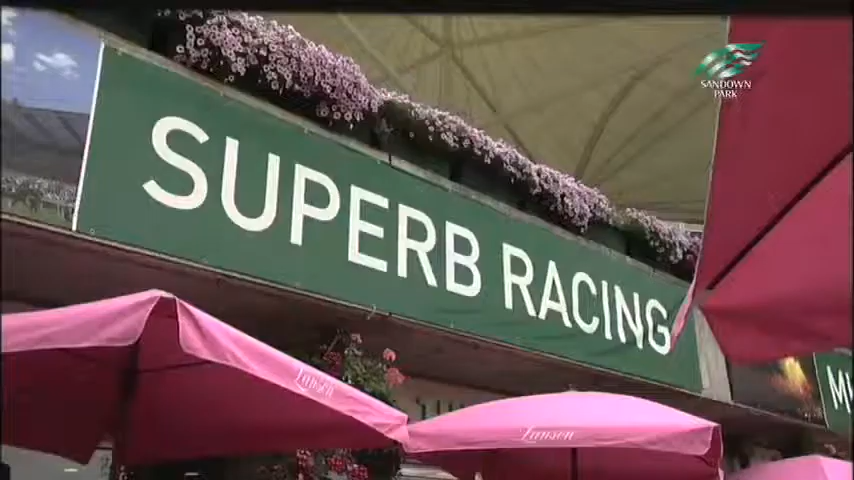 SANDOWN
PARK
SUPERB RACING
Lanson
Lanson